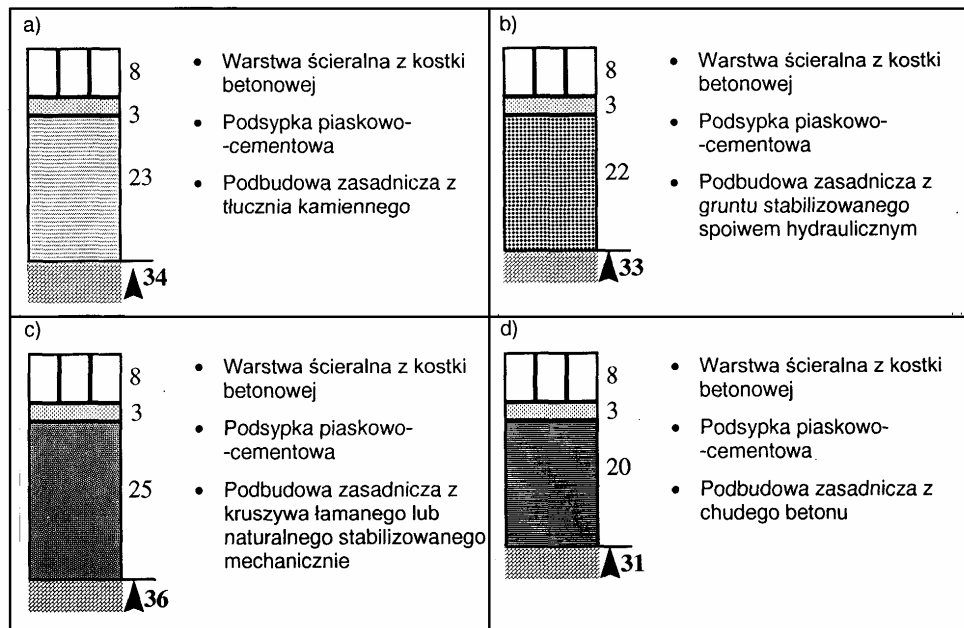 a)
8
3
23
34
• Warstwa ścieralna z kostki
betonowej
• Podsypka piaskowo-
-cementowa
• Podbudowa zasadnicza z
tłucznia kamiennego
b)
8
3
22
33
• Warstwa ścieralna z kostki
betonowej
• Podsypka piaskowo-
-cementowa
• Podbudowa zasadnicza z
gruntu stabilizowanego
spoiwem hydraulicznym
c)
8
3
25
36
• Warstwa ścieralna z kostki
betonowej
• Podsypka piaskowo-
-cementowa
• Podbudowa zasadnicza z
kruszywa łamanego lub
naturalnego stabilizowanego
mechanicznie
d)
8
3
20
31
• Warstwa ścieralna z kostki
betonowej
• Podsypka piaskowo-
-cementowa
• Podbudowa zasadnicza z
chudego betonu